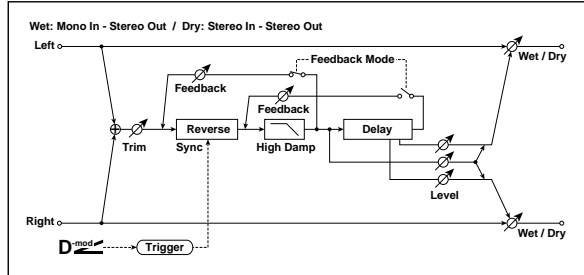 Wet: Mono In - Stereo Out / Dry: Stereo In - Stereo Out
Left
Wet / Dry
Feedback Mode
Feedback
Feedback
Trim
Reverse
Sync
High Damp
Delay
Level
Right
Wet / Dry
D-mod
Trigger